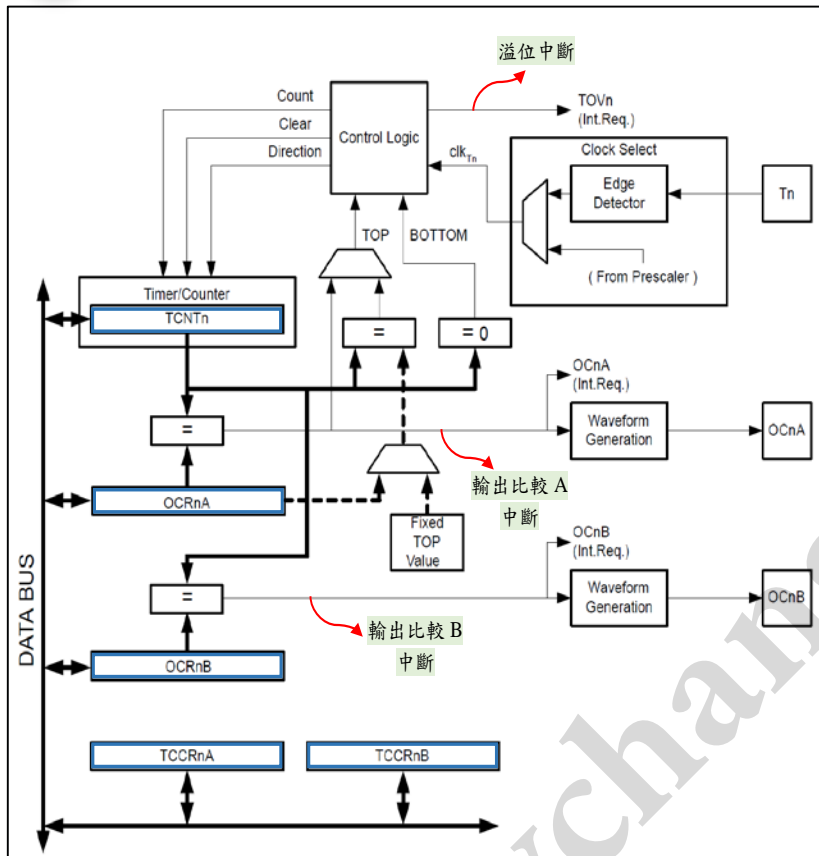 溢位中斷
Count
TOVn
(Int.Req.)
Clear
Control Logic
Clock Select
Direction
clkTn
Edge
Detector
Tn
TOP
BOTTOM
( From Prescaler )
Timer/Counter
TCNTn
=
= 0
OCnA
(Int.Req.)
=
Waveform
Generation
OCnA
輸出比較 A
中斷
OCRnA
Fixed
TOP
Value
OCnB
(Int.Req.)
=
Waveform
Generation
OCnB
輸出比較 B
中斷
DATA BUS
OCRnB
TCCRnA
TCCRnB